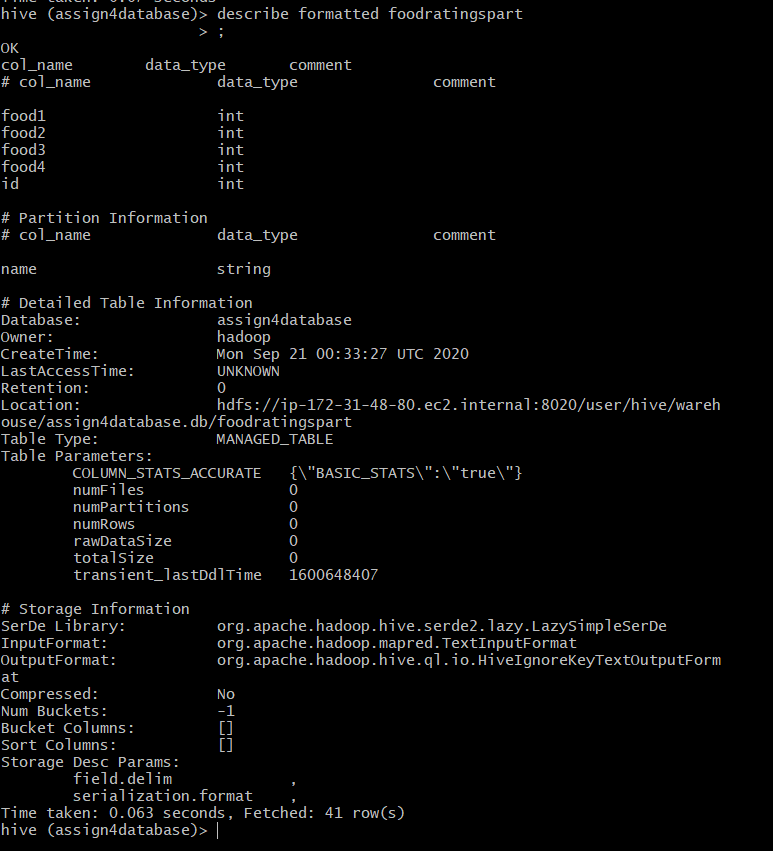 hive (assign4database)> describe formatted foodratingspart
                      > ;
OK
col_name        data_type       comment
# col_name              data_type               comment
food1                   int
food2                   int
food3                   int
food4                   int
id                      int
# Partition Information
# col_name              data_type               comment
name                    string
# Detailed Table Information
Database:               assign4database
Owner:                  hadoop
CreateTime:             Mon Sep 21 00:33:27 UTC 2020
LastAccessTime:         UNKNOWN
Retention:              0
Location:               hdfs://ip-172-31-48-80.ec2.internal:8020/user/hive/wareh
ouse/assign4database.db/foodratingspart
Table Type:             MANAGED_TABLE
Table Parameters:
        COLUMN_STATS_ACCURATE   {\"BASIC_STATS\":\"true\"}
        numFiles                0
        numPartitions           0
        numRows                 0
        rawDataSize             0
        totalSize               0
        transient_lastDdlTime   1600648407
# Storage Information
SerDe Library:          org.apache.hadoop.hive.serde2.lazy.LazySimpleSerDe
InputFormat:            org.apache.hadoop.mapred.TextInputFormat
OutputFormat:           org.apache.hadoop.hive.ql.io.HiveIgnoreKeyTextOutputForm
at
Compressed:             No
Num Buckets:            -1
Bucket Columns:         []
Sort Columns:           []
Storage Desc Params:
        field.delim             ,
        serialization.format    ,
Time taken: 0.063 seconds, Fetched: 41 row(s)
hive (assign4database)>